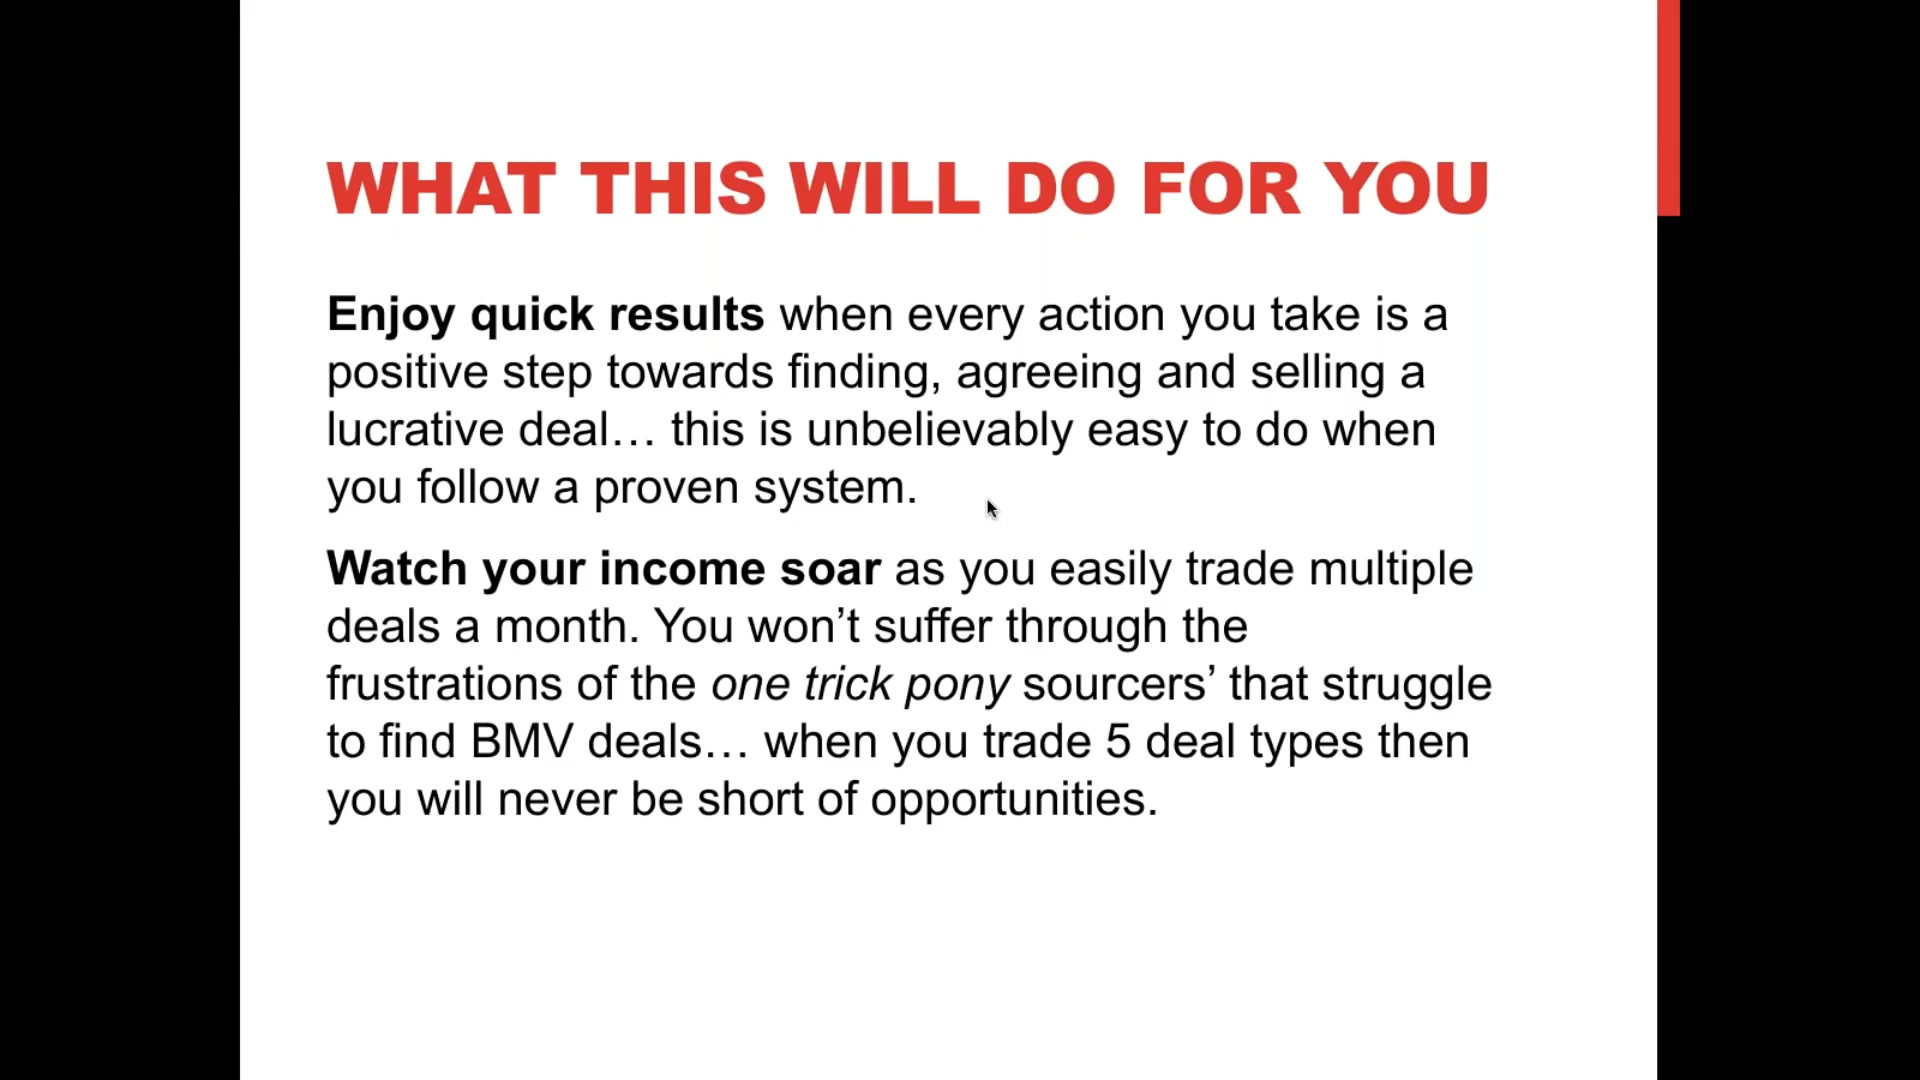 WHAT THIS WILL DO FOR YOU
Enjoy quick results when every action you take is a
positive step towards finding, agreeing and selling a
lucrative deal… this is unbelievably easy to do when
you follow a proven system.
Watch your income soar as you easily trade multiple
deals a month. You won’t suffer through the
frustrations of the one trick pony sourcers’ that struggle
to find BMV deals… when you trade 5 deal types then
you will never be short of opportunities.